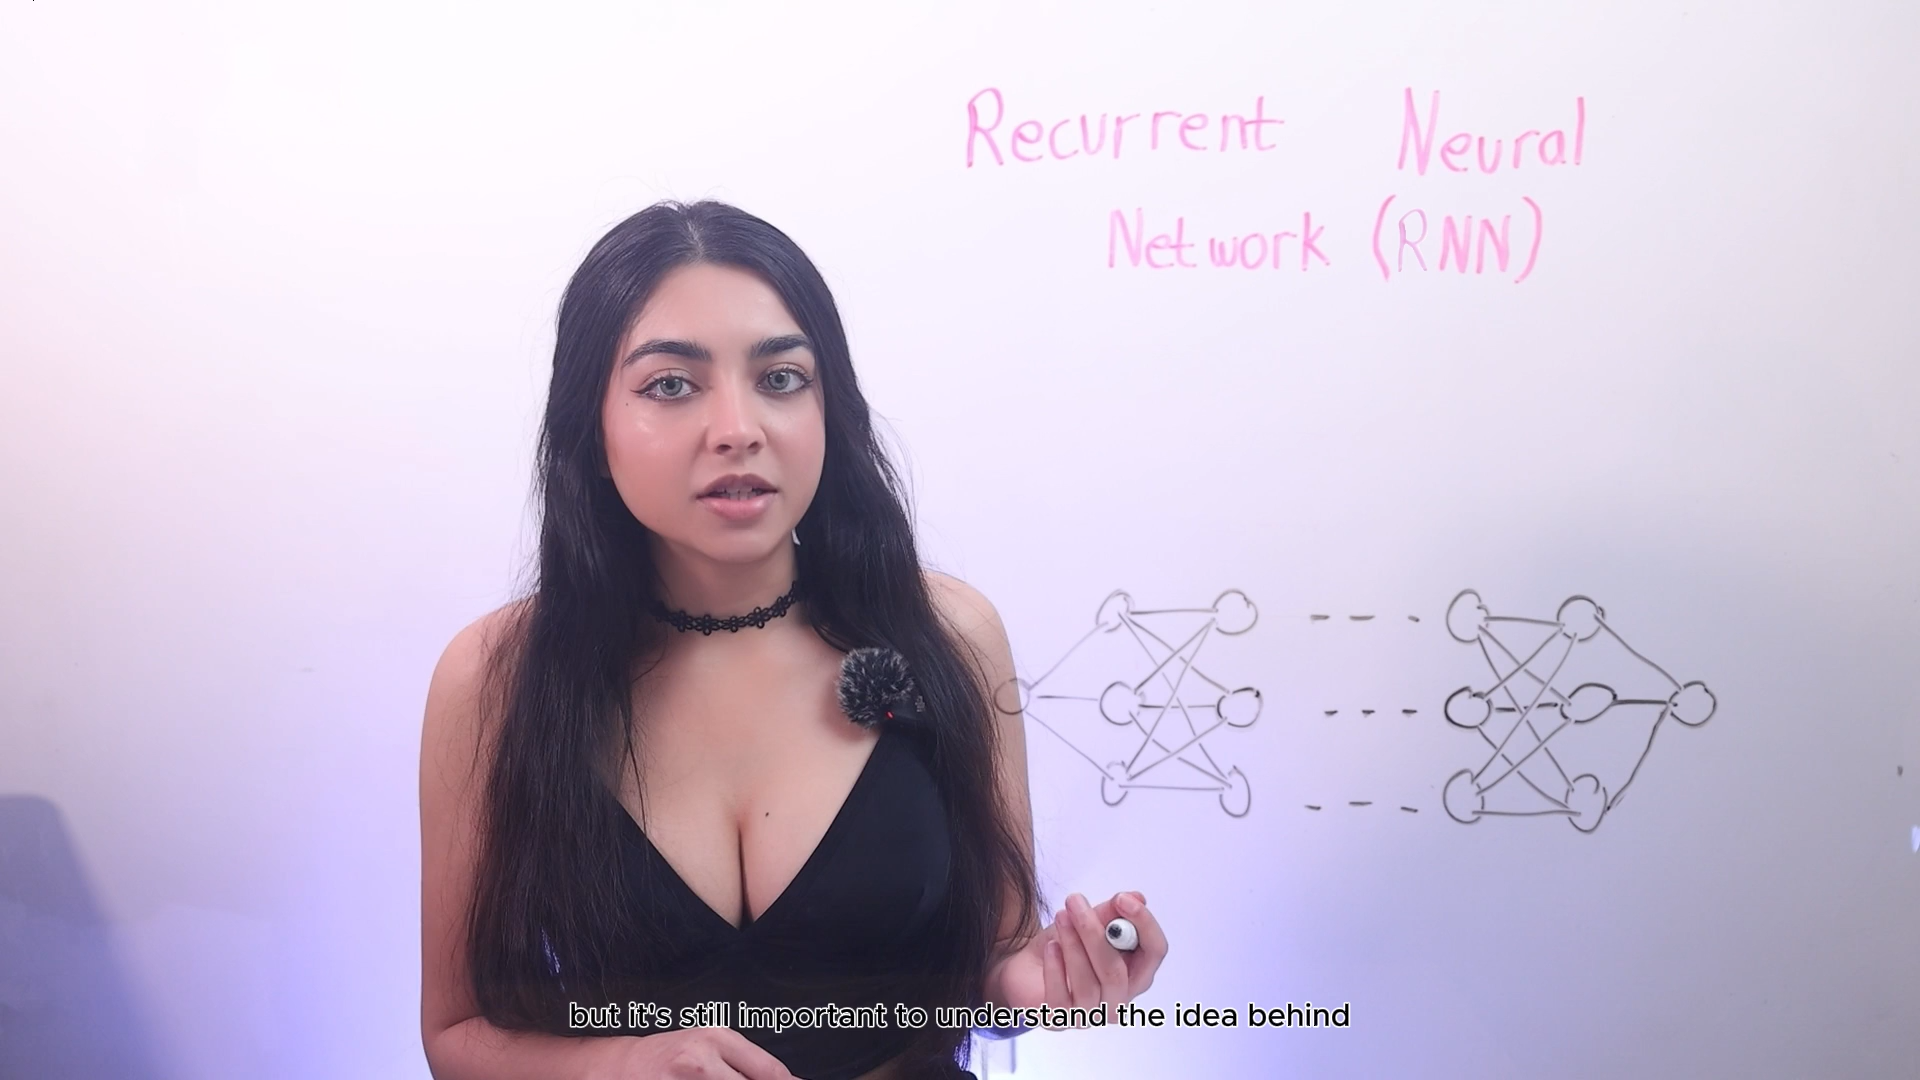 Recurrent Neural
Network (RNN)
but it's still important to understand the idea behind